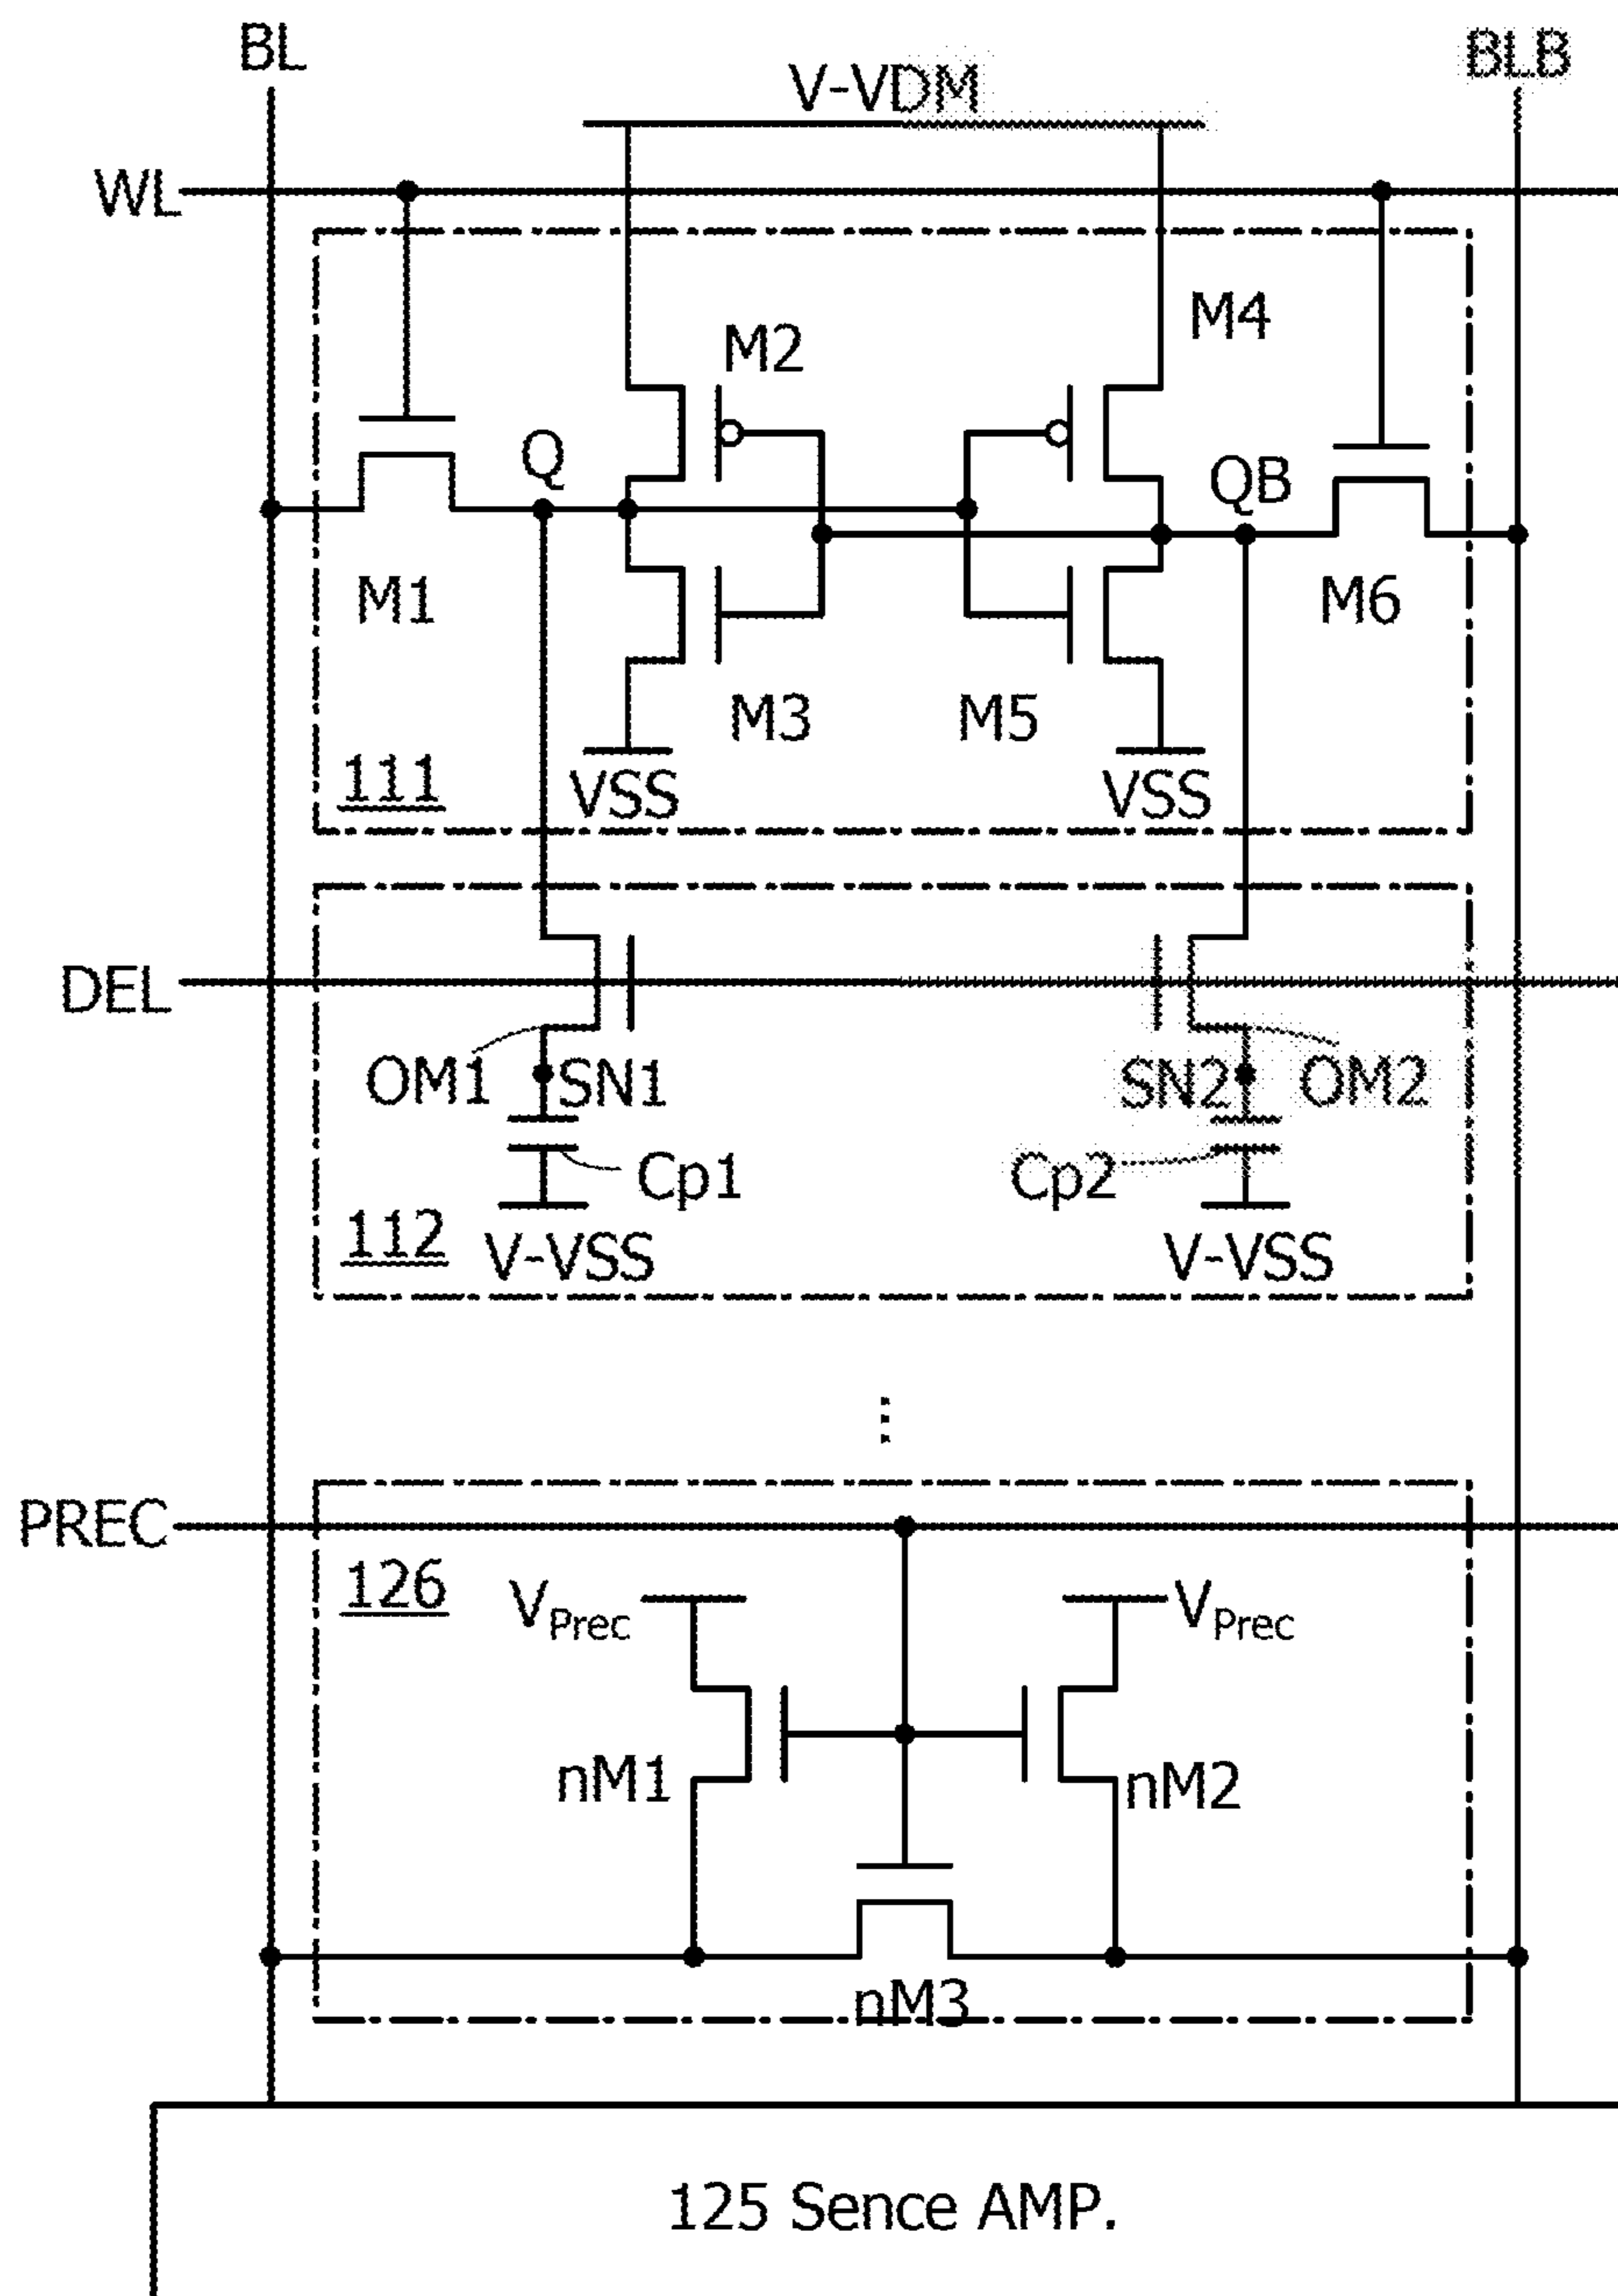 BL
BLB
V-VDM
WL
M4
M2
Q
QB
M1
M6
M3
M5
111
VSS
VSS
DEL
OM1
SN1
SN2
OM2
Cp1
Cp2
112
V-VSS
V-VSS
PREC
126
VPrec
VPrec
nM1
nM2
nM3
125 Sence AMP.